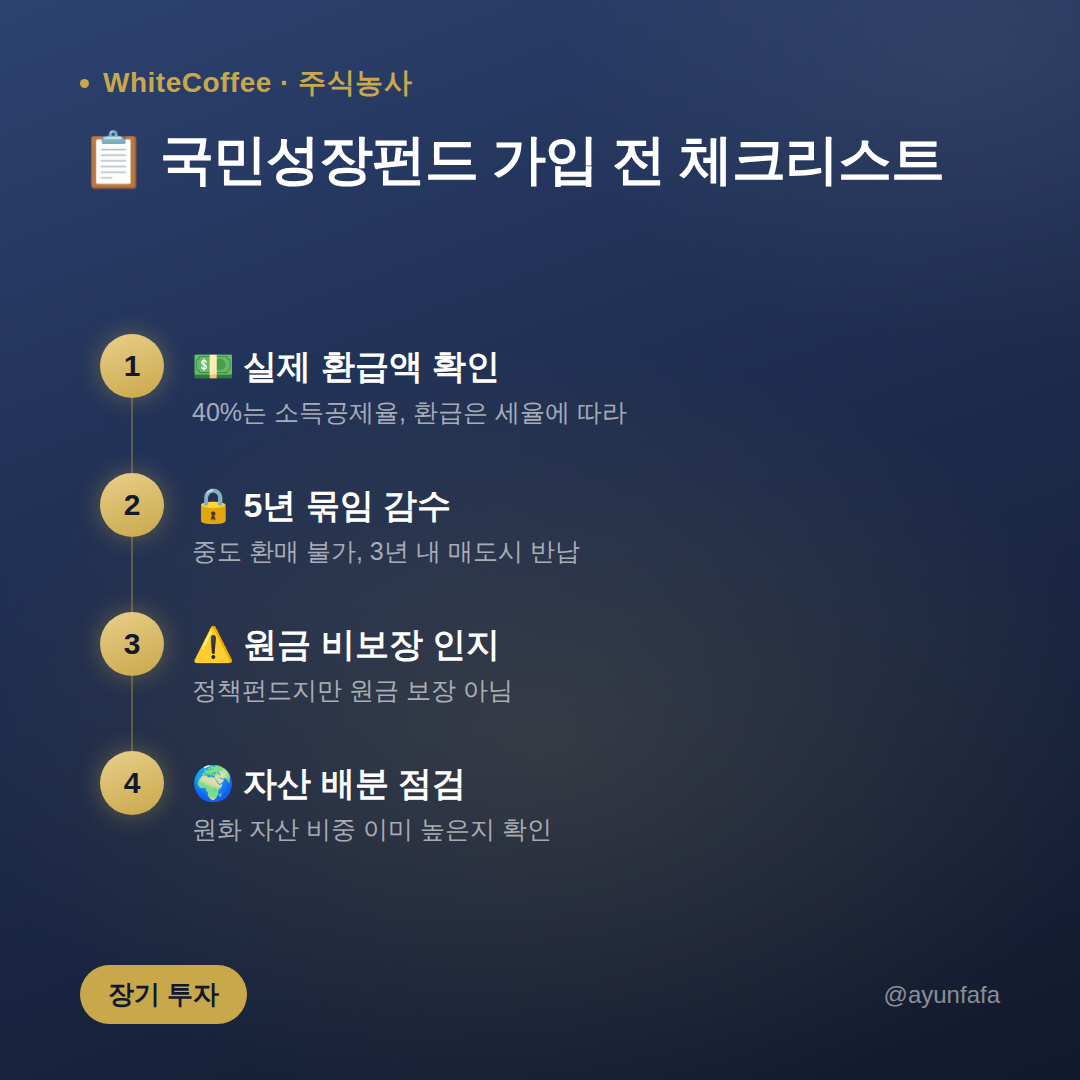 WhiteCoffee · 주식농사
📋 국민성장펀드 가입 전 체크리스트
1
💵 실제 환급액 확인
40%는 소득공제율, 환급은 세율에 따라
2
🔒 5년 묶임 감수
중도 환매 불가, 3년 내 매도시 반납
3
⚠️ 원금 비보장 인지
정책펀드지만 원금 보장 아님
4
🌍 자산 배분 점검
원화 자산 비중 이미 높은지 확인
장기 투자
@ayunfafa